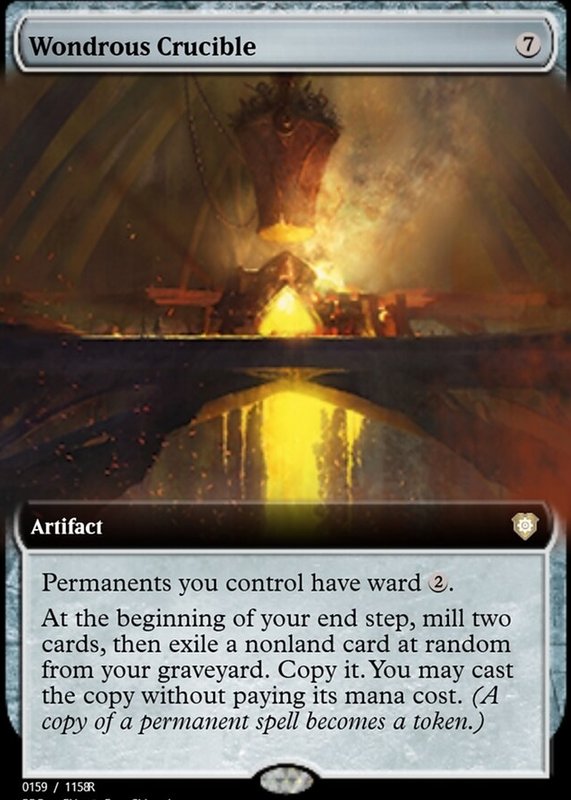 Wondrous Crucible 7
Artifact
Permanents you control have ward 2.
At the beginning of your end step, mill two
cards, then exile a nonland card at random
from your graveyard. Copy it. You may cast
the copy without paying its mana cost. (A
copy of a permanent spell becomes a token.)
0159 / 1158R